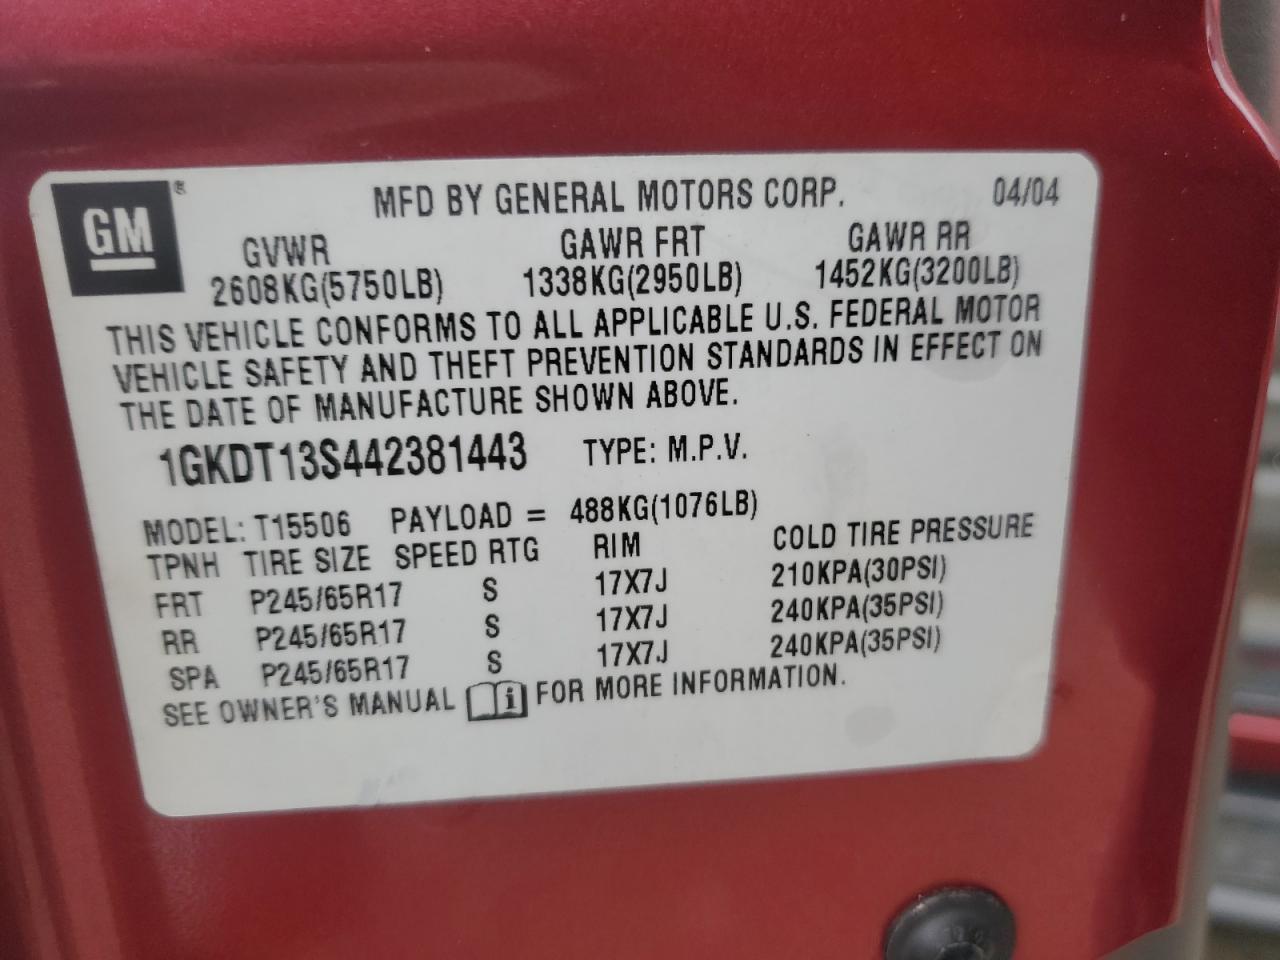 GM ® MFD BY GENERAL MOTORS CORP. 04/04
GVWR GAWR FRT GAWR RR
2608KG(5750LB) 1338KG(2950LB) 1452KG(3200LB)
THIS VEHICLE CONFORMS TO ALL APPLICABLE U.S. FEDERAL MOTOR
VEHICLE SAFETY AND THEFT PREVENTION STANDARDS IN EFFECT ON
THE DATE OF MANUFACTURE SHOWN ABOVE.
1GKDT13S442381443 TYPE: M.P.V.
MODEL: T15506 PAYLOAD = 488KG(1076LB)
TPNH TIRE SIZE SPEED RTG RIM COLD TIRE PRESSURE
FRT P245/65R17 S 17X7J 210KPA(30PSI)
RR P245/65R17 S 17X7J 240KPA(35PSI)
SPA P245/65R17 S 17X7J 240KPA(35PSI)
SEE OWNER'S MANUAL i FOR MORE INFORMATION.